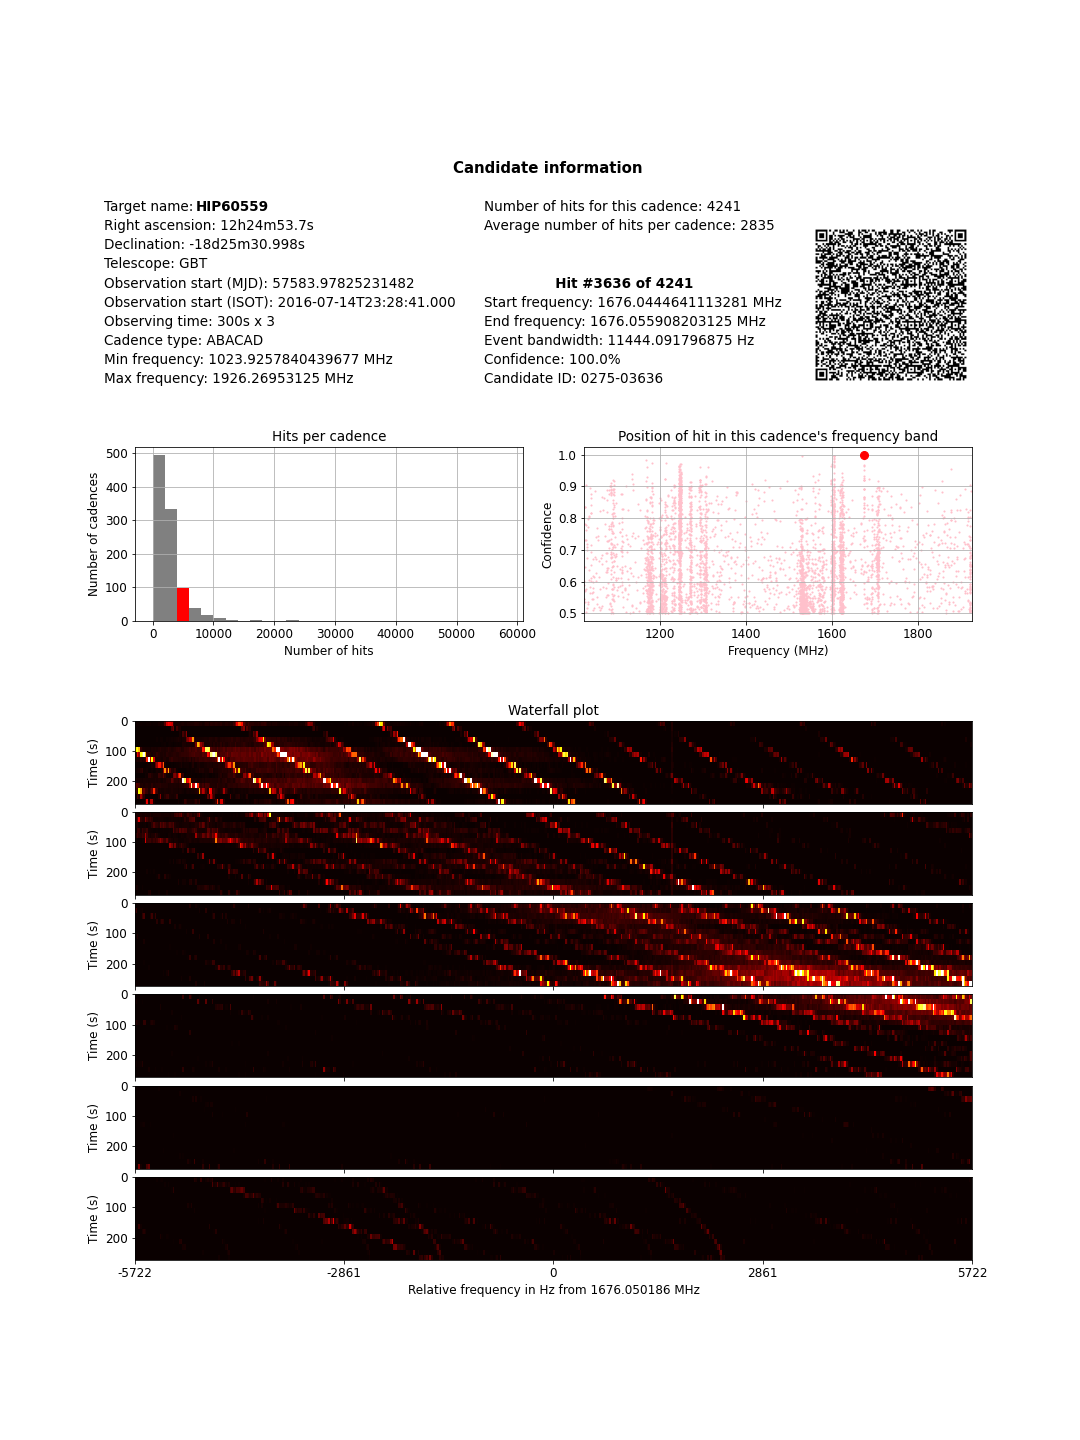 Candidate information
Target name: HIP60559
Right ascension: 12h24m53.7s
Declination: -18d25m30.998s
Telescope: GBT
Observation start (MJD): 57583.97825231482
Observation start (ISOT): 2016-07-14T23:28:41.000
Observing time: 300s x 3
Cadence type: ABACAD
Min frequency: 1023.9257840439677 MHz
Max frequency: 1926.26953125 MHz
Number of hits for this cadence: 4241
Average number of hits per cadence: 2835
Hit #3636 of 4241
Start frequency: 1676.0444641113281 MHz
End frequency: 1676.055908203125 MHz
Event bandwidth: 11444.091796875 Hz
Confidence: 100.0%
Candidate ID: 0275-03636
Hits per cadence
Number of cadences
500
400
300
200
100
0
0 10000 20000 30000 40000 50000 60000
Number of hits
Position of hit in this cadence's frequency band
Confidence
1.0
0.9
0.8
0.7
0.6
0.5
1200 1400 1600 1800
Frequency (MHz)
Waterfall plot
Time (s)
0
100
200
Time (s)
0
100
200
Time (s)
0
100
200
Time (s)
0
100
200
Time (s)
0
100
200
Time (s)
0
100
200
-5722 -2861 0 2861 5722
Relative frequency in Hz from 1676.050186 MHz